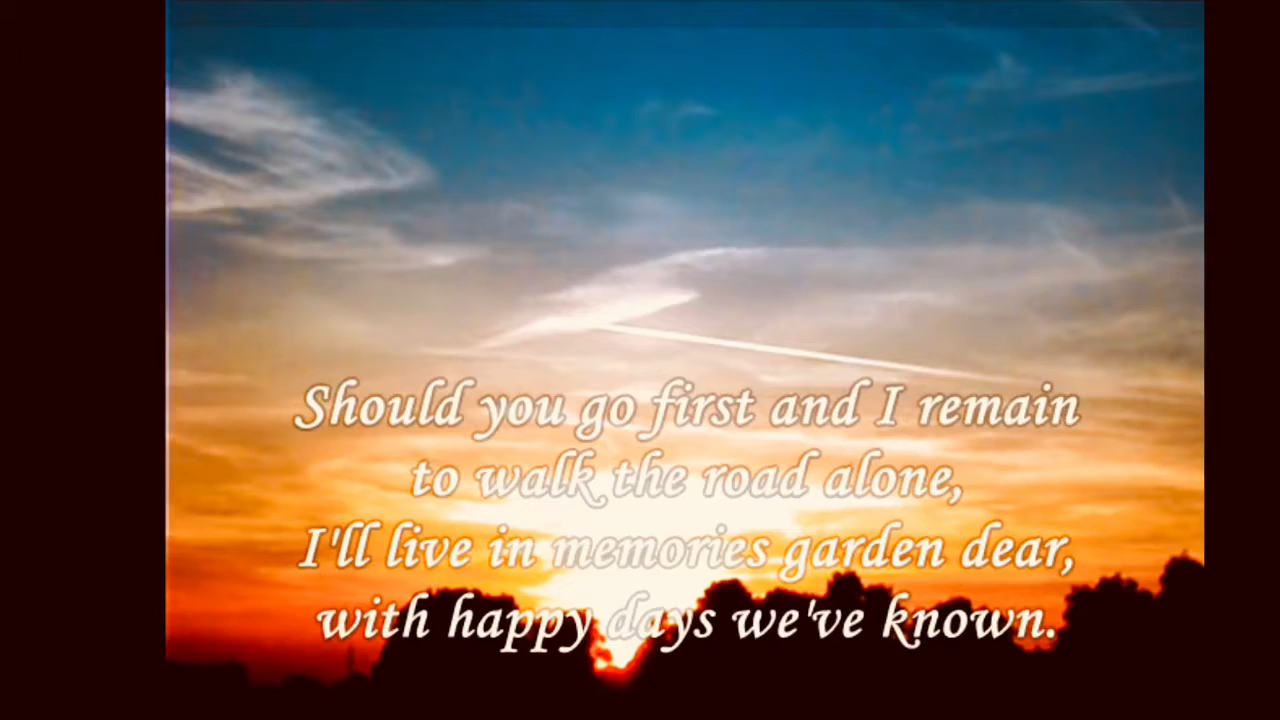 Should you go first and I remain
to walk the road alone,
I'll live in memories garden dear,
with happy days we've known.